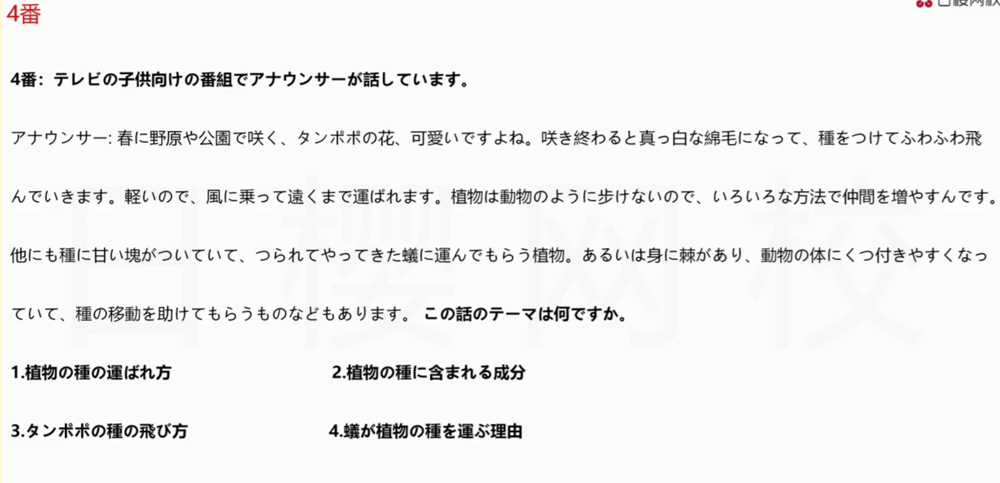 4番
4番：テレビの子供向けの番組でアナウンサーが話しています。
アナウンサー: 春に野原や公園で咲く、タンポポの花、可愛いですよね。咲き終わると真っ白な綿毛になって、種をつけてふわふわ飛
んでいきます。軽いので、風に乗って遠くまで運ばれます。植物は動物のように歩けないので、いろいろな方法で仲間を増やすんです。
他にも種に甘い塊がついていて、つられてやってきた蟻に運んでもらう植物。あるいは身に棘があり、動物の体にくつ付きやすくなっ
ていて、種の移動を助けてもらうものなどもあります。 この話のテーマは何ですか。
1.植物の種の運ばれ方 2.植物の種に含まれる成分
3.タンポポの種の飛び方 4.蟻が植物の種を運ぶ理由
日櫻网校